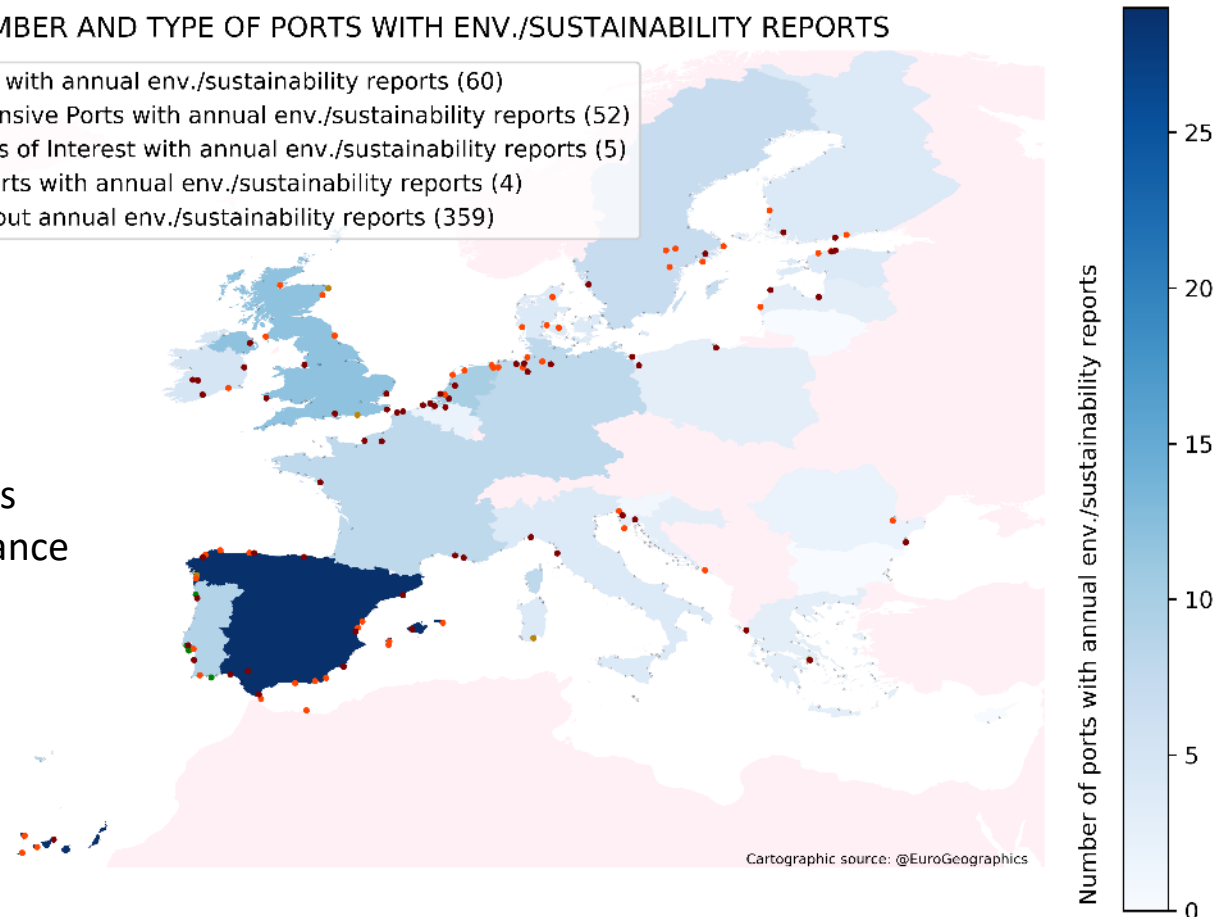 MBER AND TYPE OF PORTS WITH ENV./SUSTAINABILITY REPORTS
with annual env./sustainability reports (60)
nsive Ports with annual env./sustainability reports (52)
s of Interest with annual env./sustainability reports (5)
rts with annual env./sustainability reports (4)
out annual env./sustainability reports (359)
s
ance
Cartographic source: @EuroGeographics
Number of ports with annual env./sustainability reports
25
20
15
10
5
0